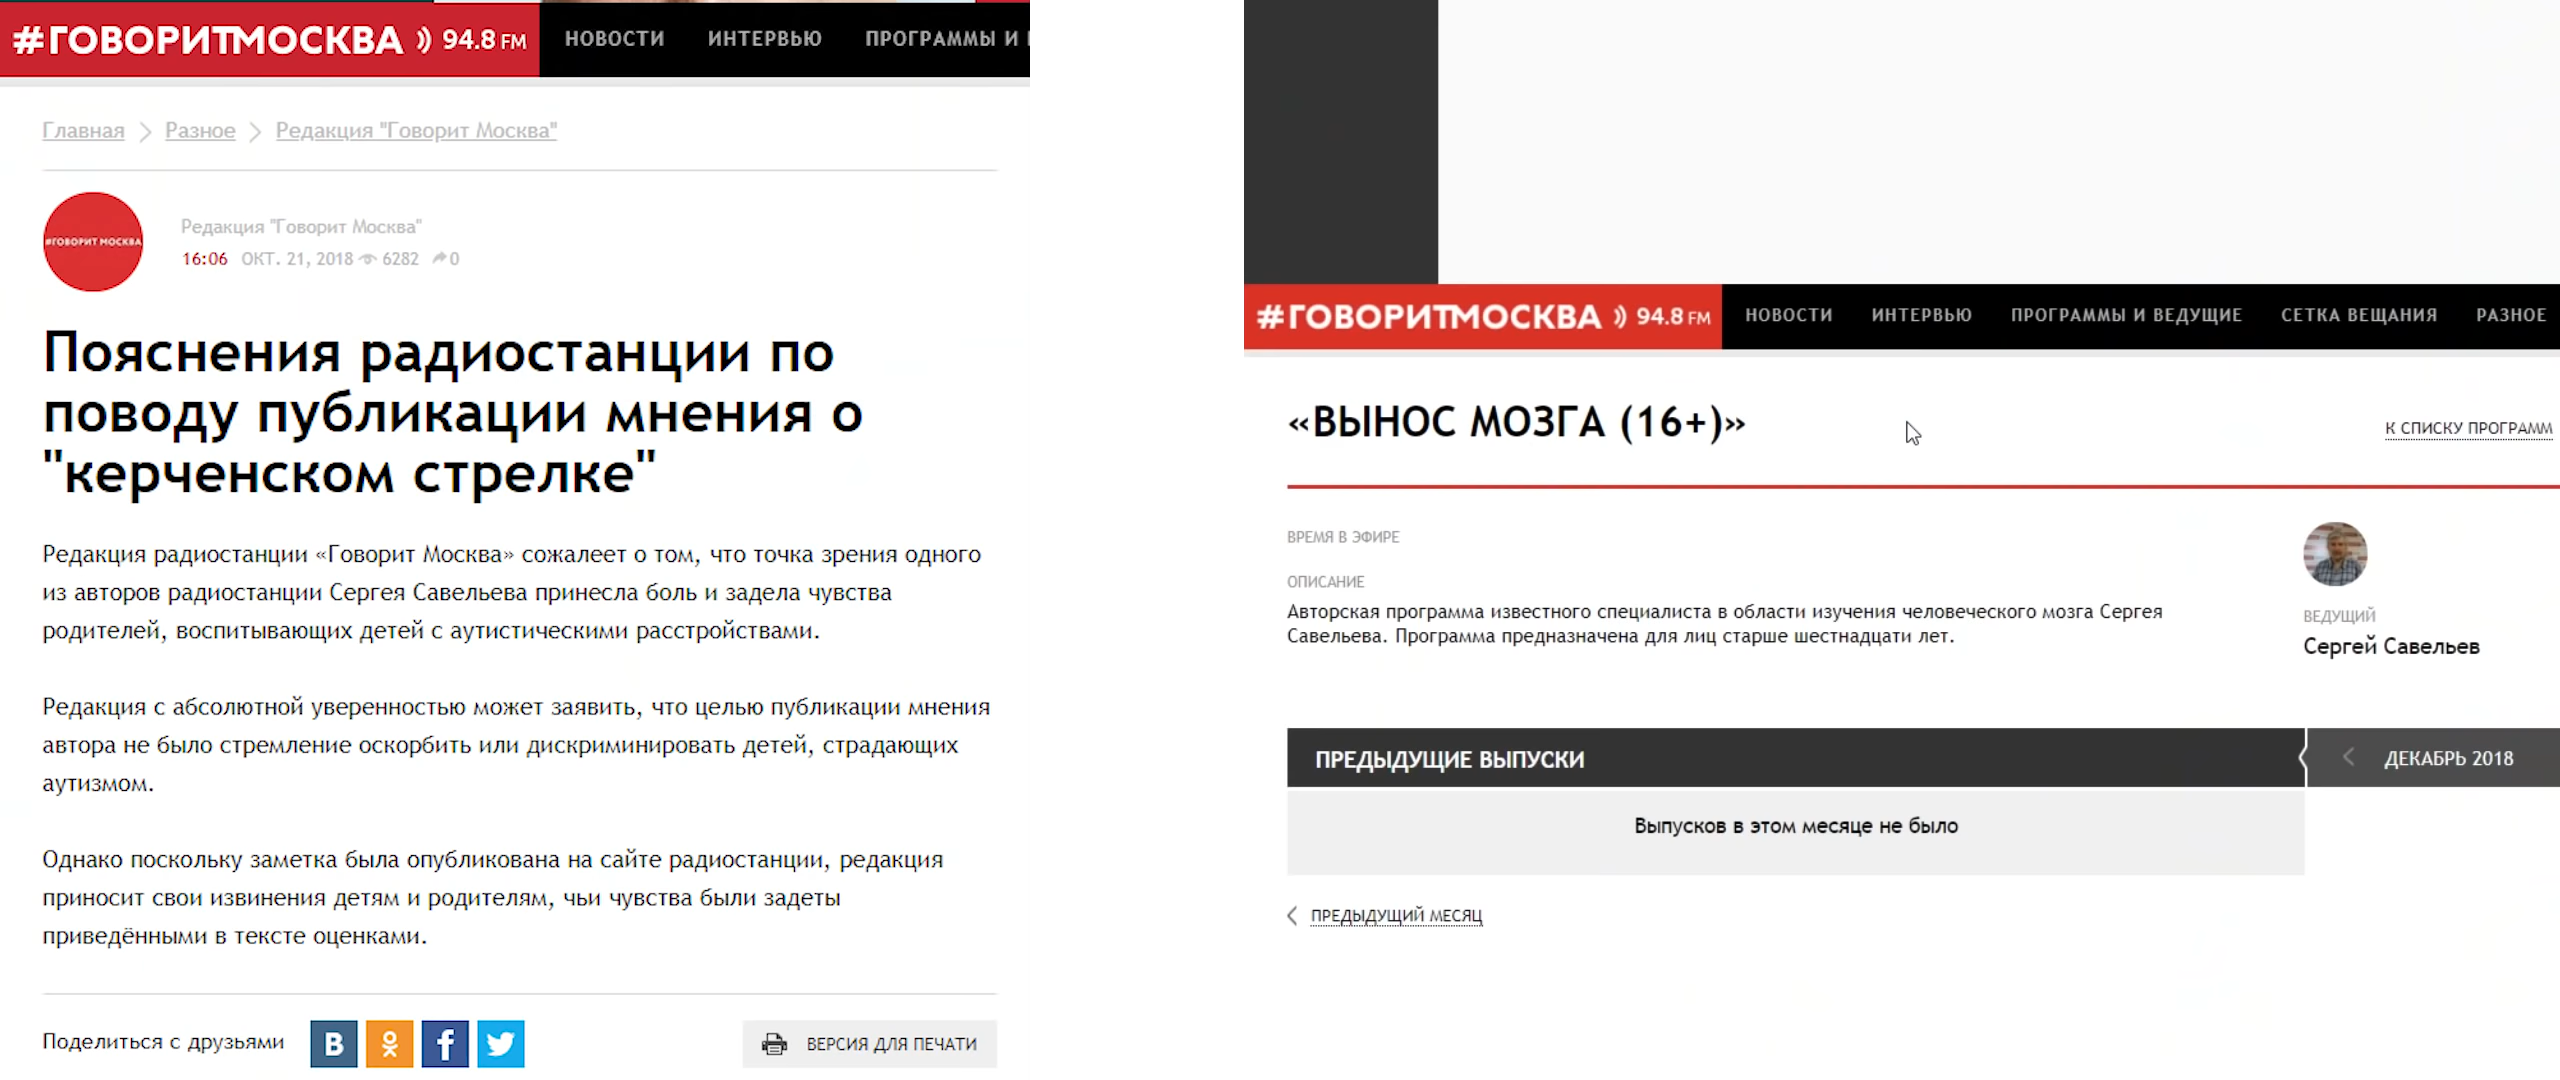 #ГОВОРИТМОСКВА 94.8 FM НОВОСТИ ИНТЕРВЬЮ ПРОГРАММЫ И
Главная Разное Редакция "Говорит Москва"
#ГОВОРИТ МОСКВА
Редакция "Говорит Москва"
16:06 ОКТ. 21, 2018 6282 0
Пояснения радиостанции по
поводу публикации мнения о
"керченском стрелке"
Редакция радиостанции «Говорит Москва» сожалеет о том, что точка зрения одного
из авторов радиостанции Сергея Савельева принесла боль и задела чувства
родителей, воспитывающих детей с аутистическими расстройствами.
Редакция с абсолютной уверенностью может заявить, что целью публикации мнения
автора не было стремление оскорбить или дискриминировать детей, страдающих
аутизмом.
Однако поскольку заметка была опубликована на сайте радиостанции, редакция
приносит свои извинения детям и родителям, чьи чувства были задеты
приведёнными в тексте оценками.
Поделиться с друзьями
ВЕРСИЯ ДЛЯ ПЕЧАТИ
#ГОВОРИТМОСКВА 94.8 FM НОВОСТИ ИНТЕРВЬЮ ПРОГРАММЫ И ВЕДУЩИЕ СЕТКА ВЕЩАНИЯ РАЗНОЕ
«ВЫНОС МОЗГА (16+)»
К СПИСКУ ПРОГРАММ
ВРЕМЯ В ЭФИРЕ
ОПИСАНИЕ
Авторская программа известного специалиста в области изучения человеческого мозга Сергея
Савельева. Программа предназначена для лиц старше шестнадцати лет.
ВЕДУЩИЙ
Сергей Савельев
ПРЕДЫДУЩИЕ ВЫПУСКИ
ДЕКАБРЬ 2018
Выпусков в этом месяце не было
ПРЕДЫДУЩИЙ МЕСЯЦ